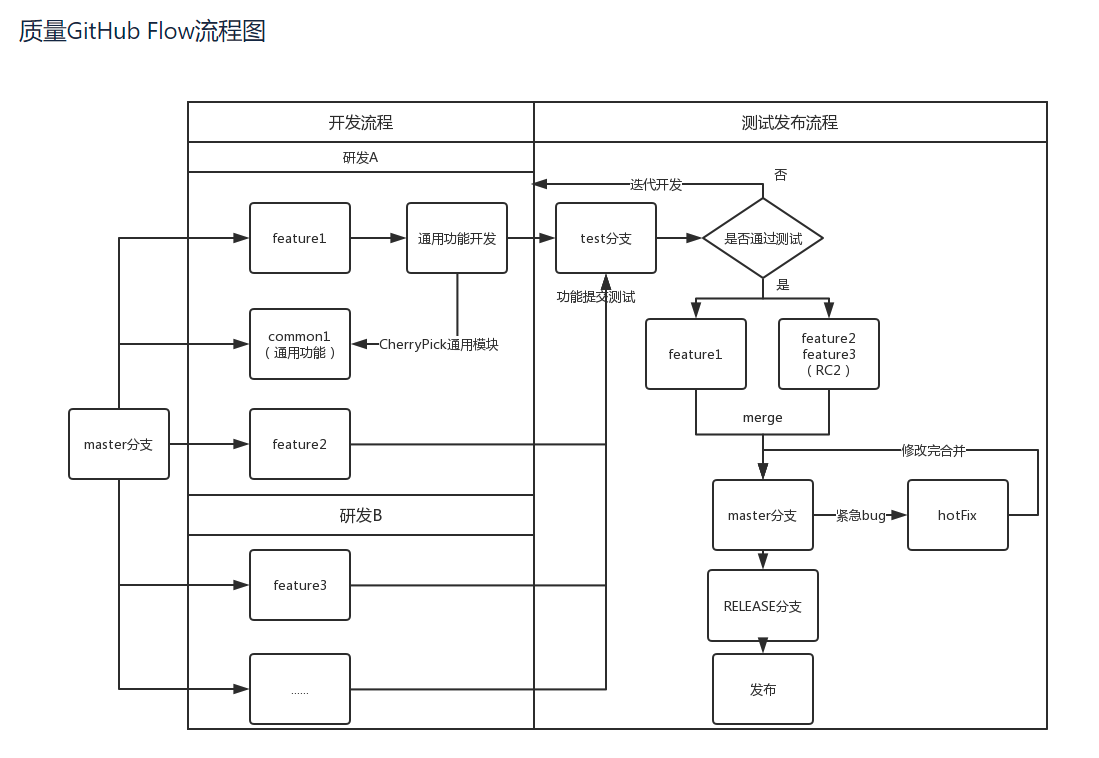 质量GitHub Flow流程图
开发流程
测试发布流程
研发A
否
迭代开发
feature1
通用功能开发
test分支
是否通过测试
是
功能提交测试
common1
（通用功能）
CherryPick通用模块
feature1
feature2
feature3
（RC2）
merge
master分支
feature2
修改完合并
研发B
master分支
紧急bug
hotFix
feature3
RELEASE分支
......
发布